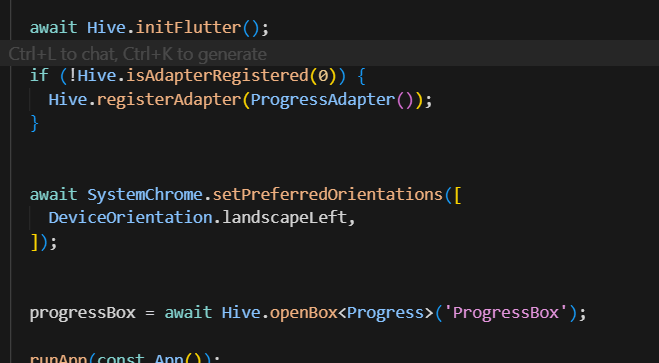 await Hive.initFlutter();
Ctrl+L to chat, Ctrl+K to generate
if (!Hive.isAdapterRegistered(0)) {
Hive.registerAdapter(ProgressAdapter());
}
await SystemChrome.setPreferredOrientations([
DeviceOrientation.landscapeLeft,
]);
progressBox = await Hive.openBox<Progress>('ProgressBox');
runApp(const App());